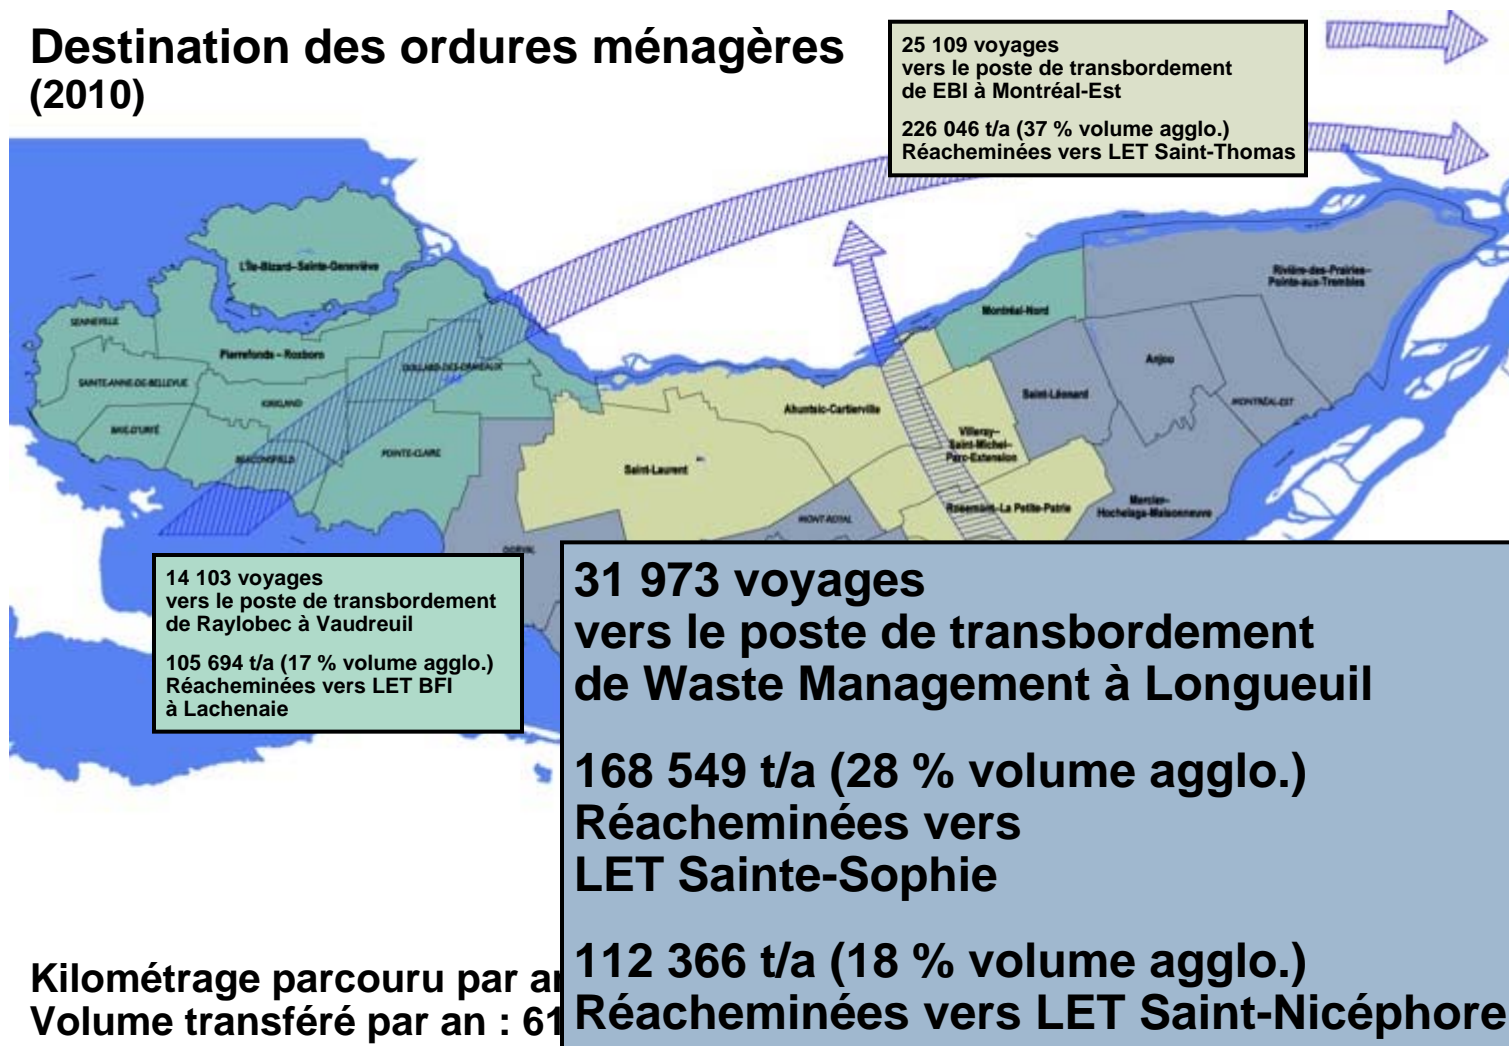 Destination des ordures ménagères
(2010)
25 109 voyages
vers le poste de transbordement
de EBI à Montréal-Est
226 046 t/a (37 % volume agglo.)
Réacheminées vers LET Saint-Thomas
L'Île-Bizard–Sainte-Geneviève
SENNEVILLE
Pierrefonds – Roxboro
SAINTE-ANNE-DE-BELLEVUE
DOLLARD-DES-ORMEAUX
KIRKLAND
BAIE-D'URFÉ
BEACONSFIELD
POINTE-CLAIRE
Saint-Laurent
Ahuntsic-Cartierville
Villeray–
Saint-Michel–
Parc-Extension
Rosemont–La Petite-Patrie
MONT-ROYAL
DORVAL
Montréal-Nord
Saint-Léonard
Anjou
Rivière-des-Prairies–
Pointe-aux-Trembles
MONTRÉAL-EST
Mercier–
Hochelaga-Maisonneuve
14 103 voyages
vers le poste de transbordement
de Raylobec à Vaudreuil
105 694 t/a (17 % volume agglo.)
Réacheminées vers LET BFI
à Lachenaie
31 973 voyages
vers le poste de transbordement
de Waste Management à Longueuil
168 549 t/a (28 % volume agglo.)
Réacheminées vers
LET Sainte-Sophie
112 366 t/a (18 % volume agglo.)
Réacheminées vers LET Saint-Nicéphore
Kilométrage parcouru par
Volume transféré par an : 61